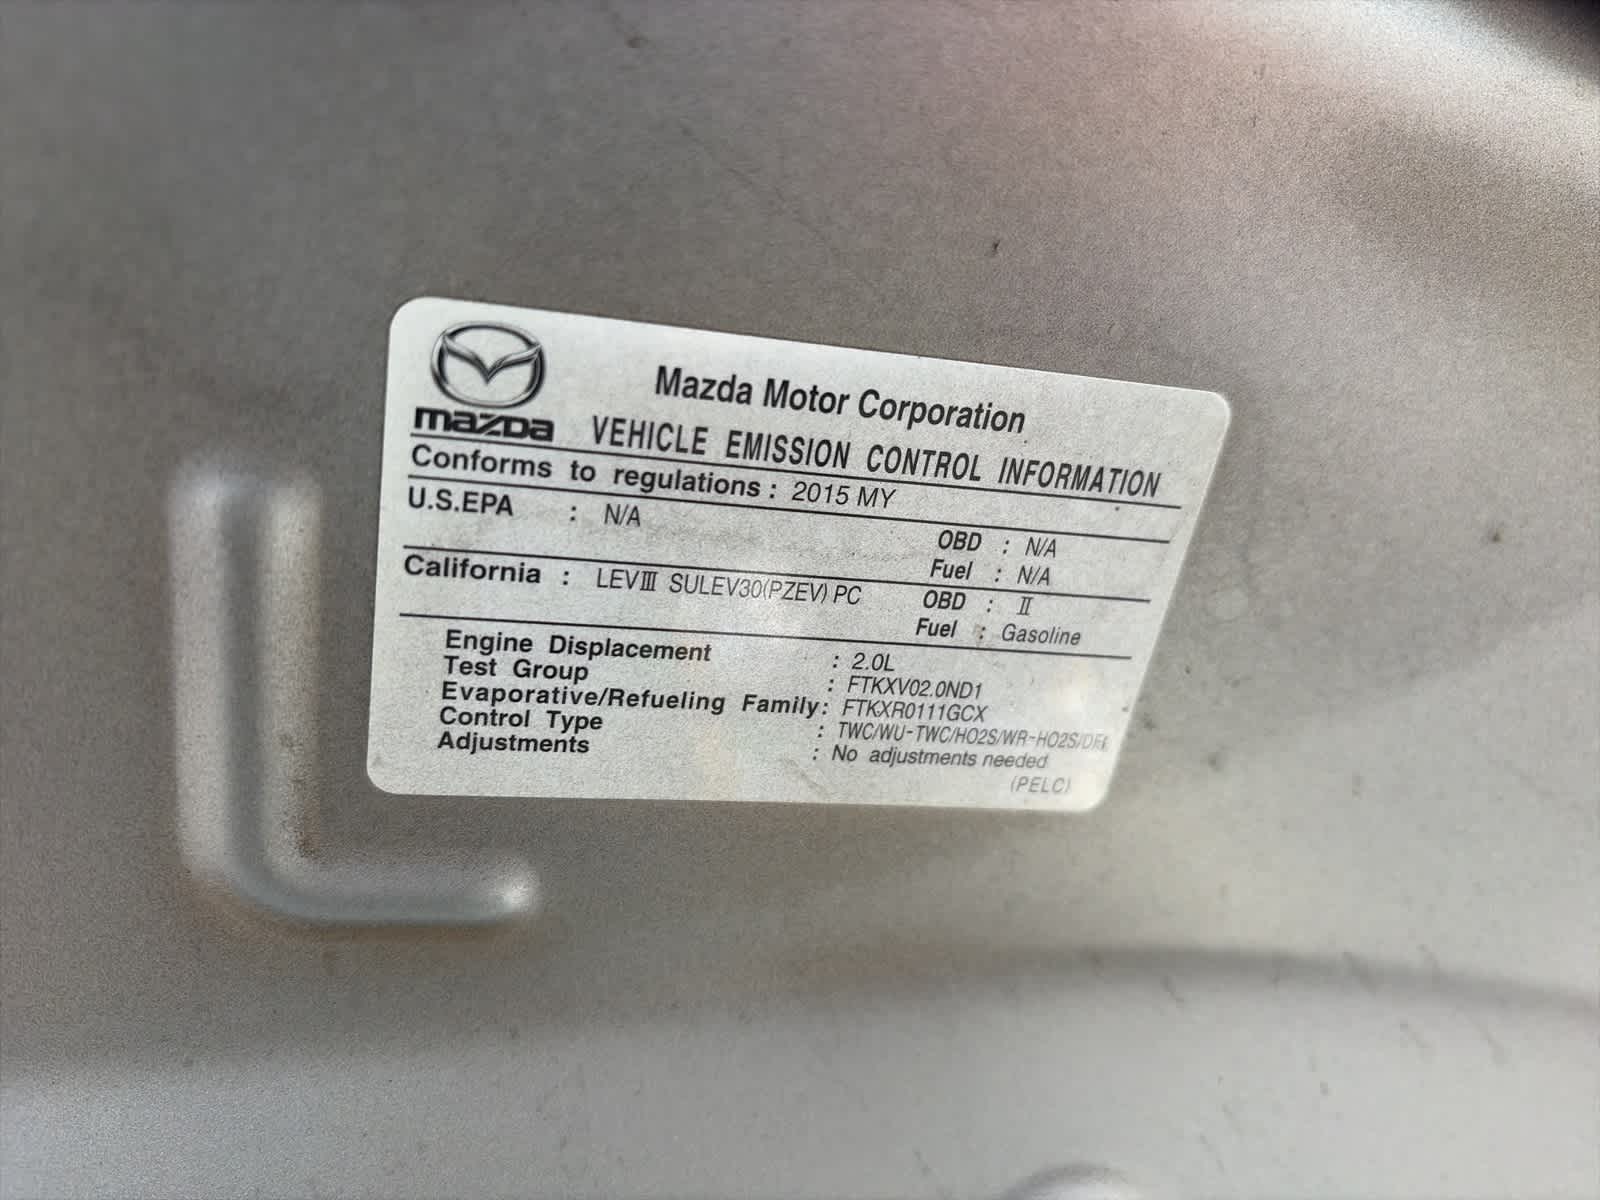 mazda
Mazda Motor Corporation
VEHICLE EMISSION CONTROL INFORMATION
Conforms to regulations : 2015 MY
U.S.EPA : N/A
OBD : N/A
Fuel : N/A
California : LEVⅢ SULEV30(PZEV) PC
OBD : Ⅱ
Fuel : Gasoline
Engine Displacement : 2.0L
Test Group : FTKXV02.0ND1
Evaporative/Refueling Family : FTKXR0111GCX
Control Type : TWC/WU-TWC/HO2S/WR-HO2S/
Adjustments : No adjustments needed
(PELC)